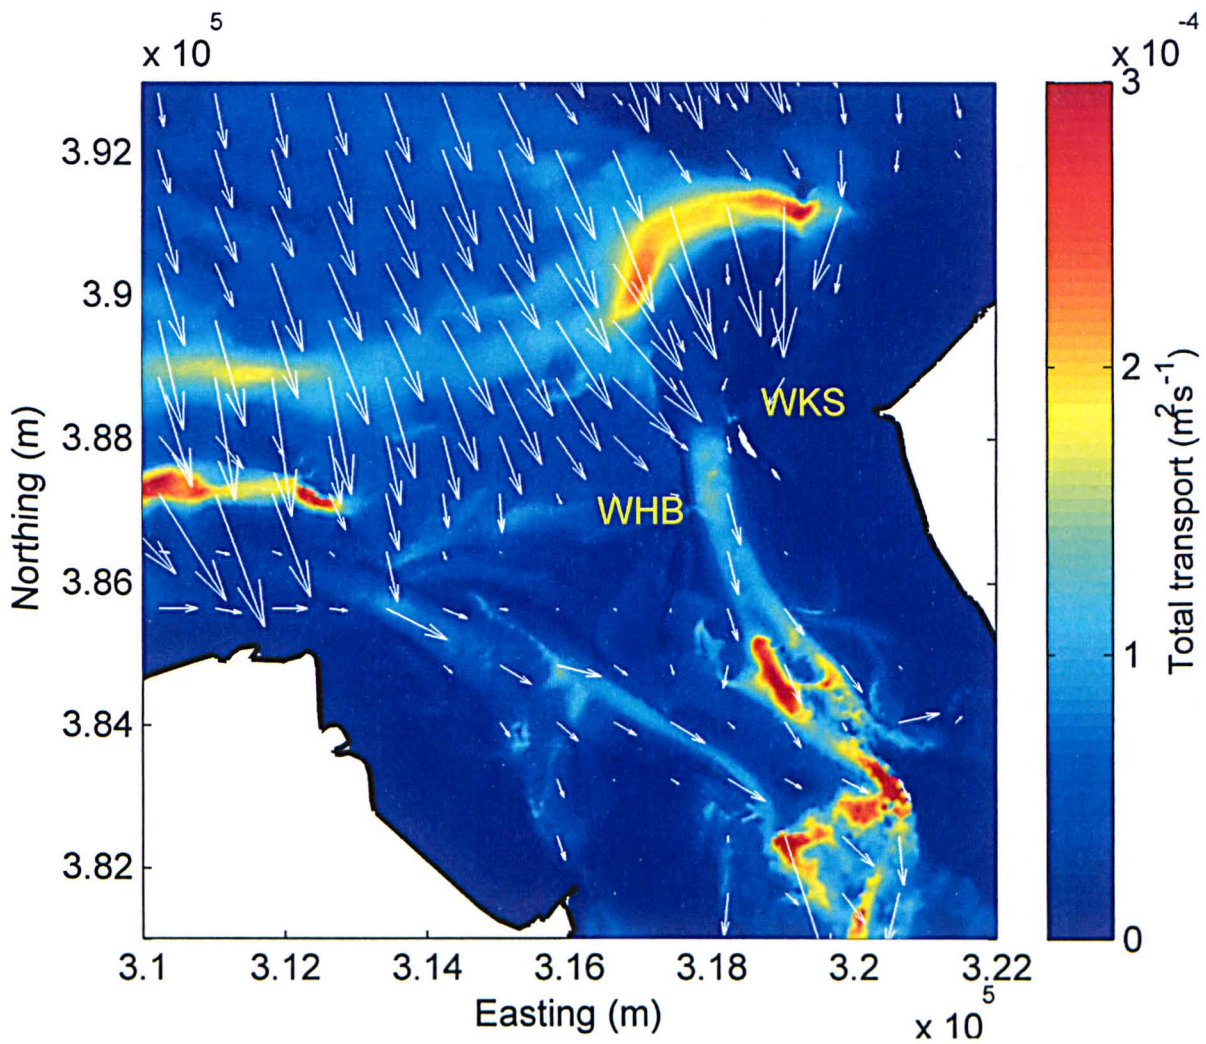 x 10^5
x 10^-4
3.92
3.9
3.88
3.86
3.84
3.82
Northing (m)
WKS
WHB
3.1 3.12 3.14 3.16 3.18 3.2 3.22
Easting (m)
x 10^5
3
2
1
0
Total transport (m^2s^-1)